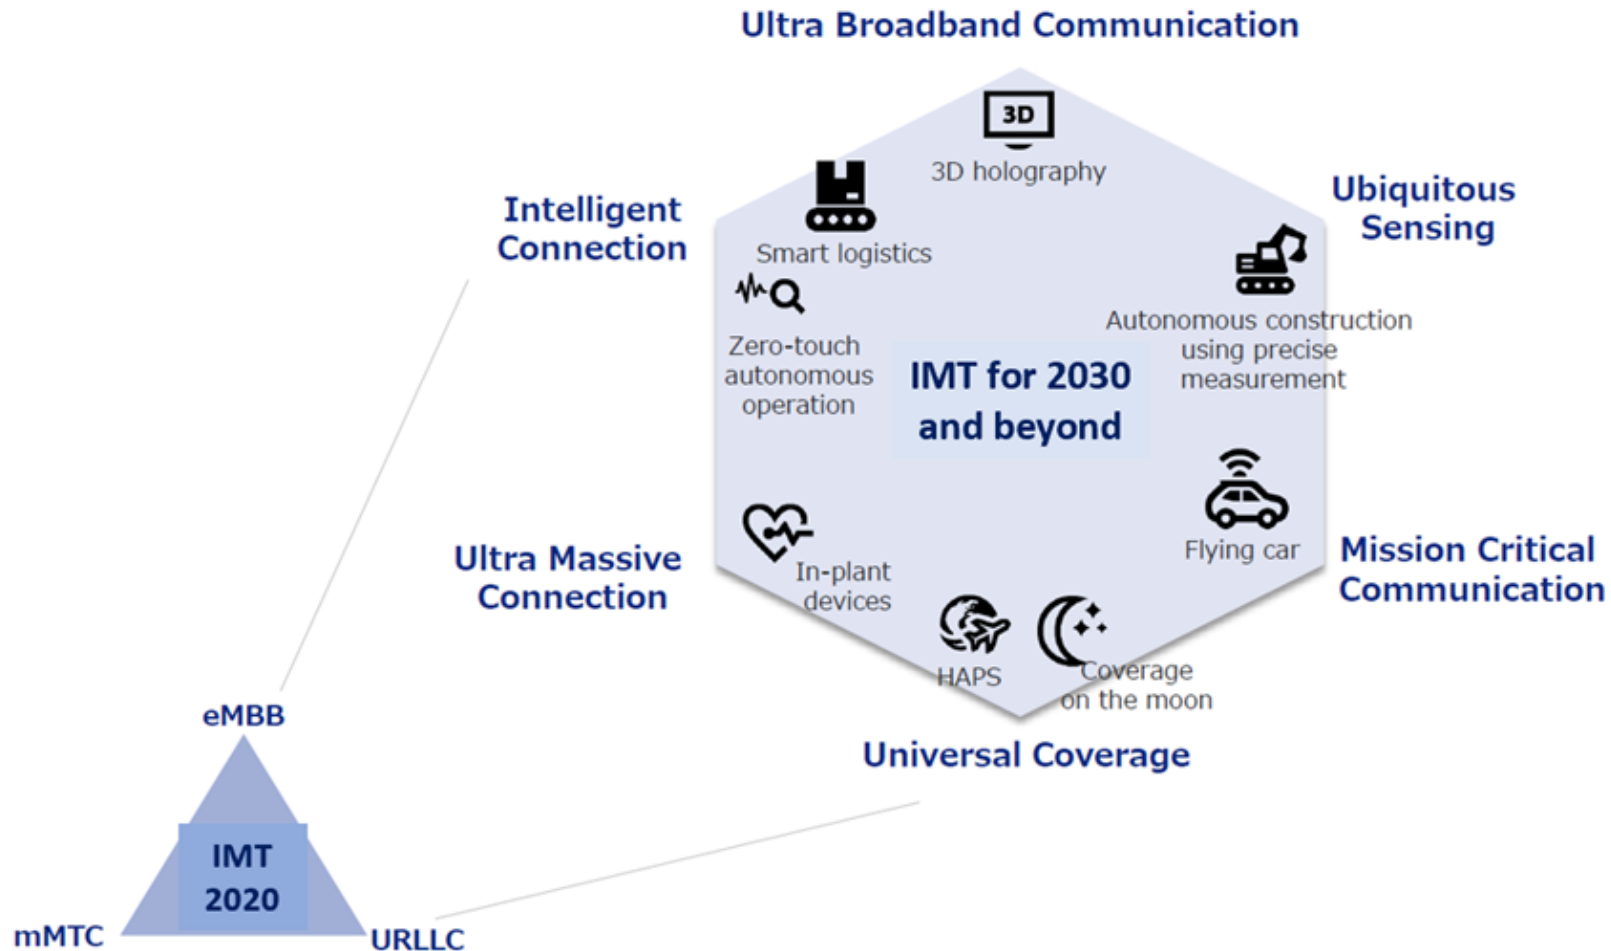 Ultra Broadband Communication
3D
3D holography
Intelligent
Connection
Smart logistics
Ubiquitous
Sensing
Autonomous construction
using precise
measurement
Zero-touch
autonomous
operation
IMT for 2030
and beyond
Flying car
Mission Critical
Communication
Ultra Massive
Connection
In-plant
devices
HAPS
Coverage
on the moon
Universal Coverage
eMBB
IMT
2020
mMTC
URLLC